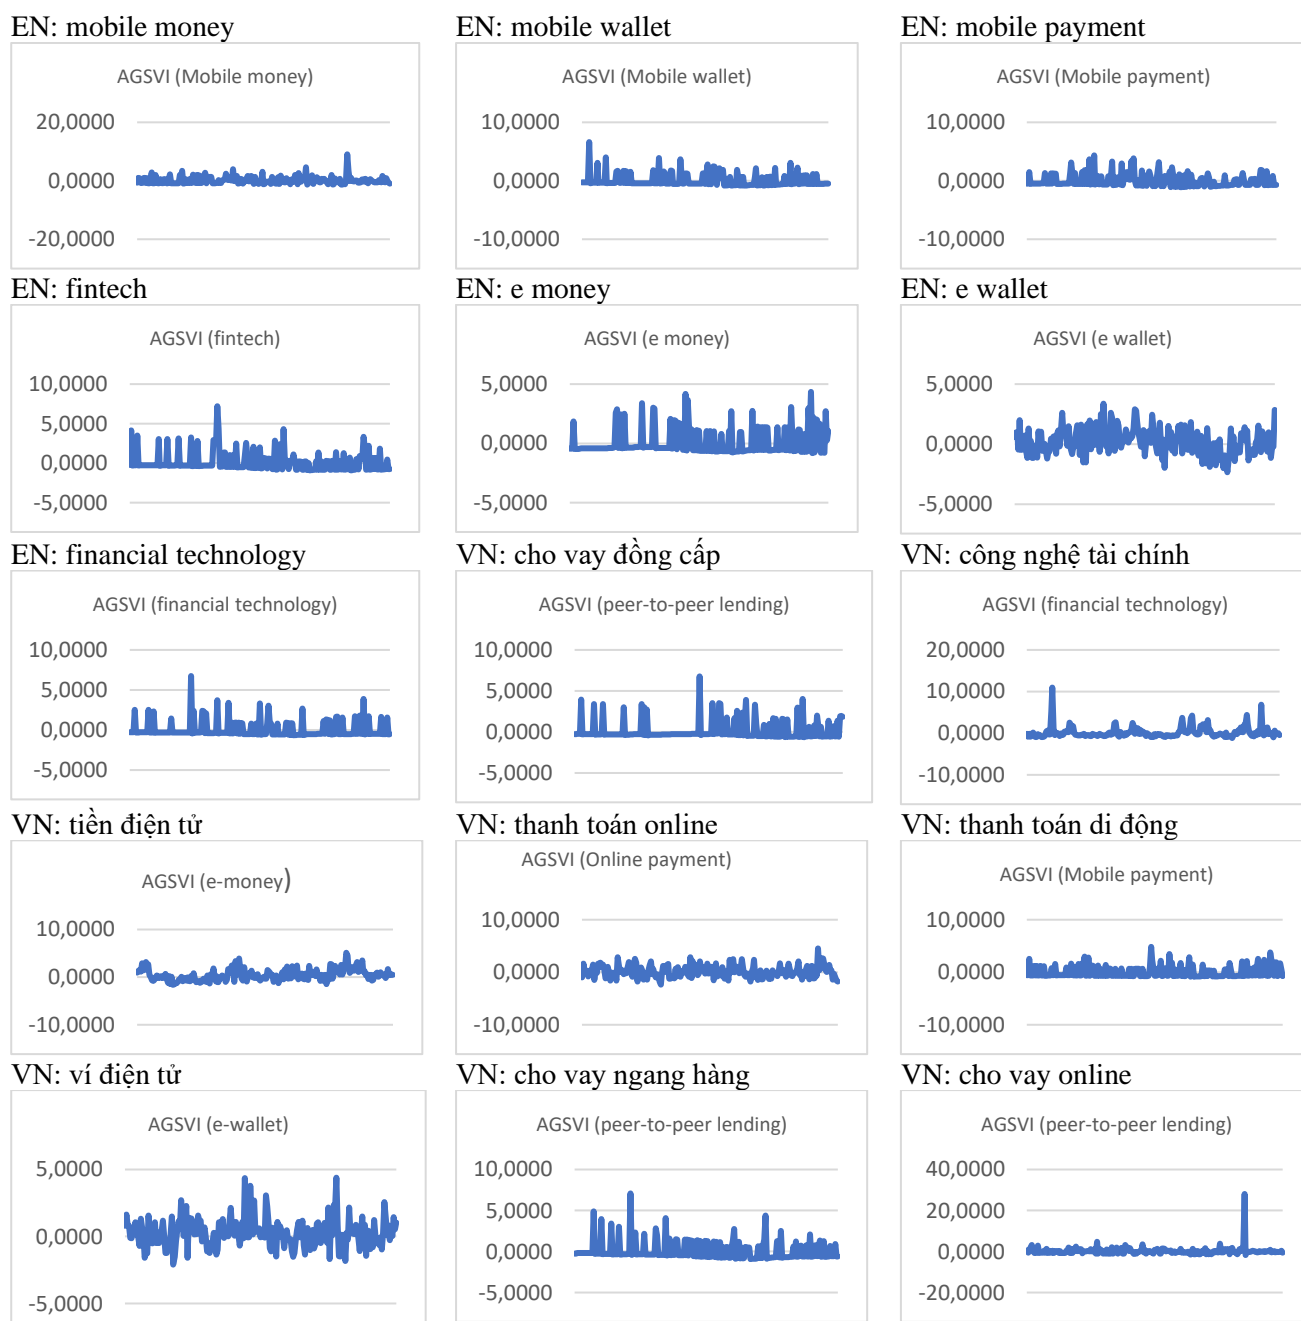 EN: mobile money
EN: mobile wallet
EN: mobile payment
AGSVI (Mobile money)
20,0000
0,0000
-20,0000
AGSVI (Mobile wallet)
10,0000
0,0000
-10,0000
AGSVI (Mobile payment)
10,0000
0,0000
-10,0000
EN: fintech
EN: e money
EN: e wallet
AGSVI (fintech)
10,0000
5,0000
0,0000
-5,0000
AGSVI (e money)
5,0000
0,0000
-5,0000
AGSVI (e wallet)
5,0000
0,0000
-5,0000
EN: financial technology
VN: cho vay đồng cấp
VN: công nghệ tài chính
AGSVI (financial technology)
10,0000
5,0000
0,0000
-5,0000
AGSVI (peer-to-peer lending)
10,0000
5,0000
0,0000
-5,0000
AGSVI (financial technology)
20,0000
10,0000
0,0000
-10,0000
VN: tiền điện tử
VN: thanh toán online
VN: thanh toán di động
AGSVI (e-money)
10,0000
0,0000
-10,0000
AGSVI (Online payment)
10,0000
0,0000
-10,0000
AGSVI (Mobile payment)
10,0000
0,0000
-10,0000
VN: ví điện tử
VN: cho vay ngang hàng
VN: cho vay online
AGSVI (e-wallet)
5,0000
0,0000
-5,0000
AGSVI (peer-to-peer lending)
10,0000
5,0000
0,0000
-5,0000
AGSVI (peer-to-peer lending)
40,0000
20,0000
0,0000
-20,0000